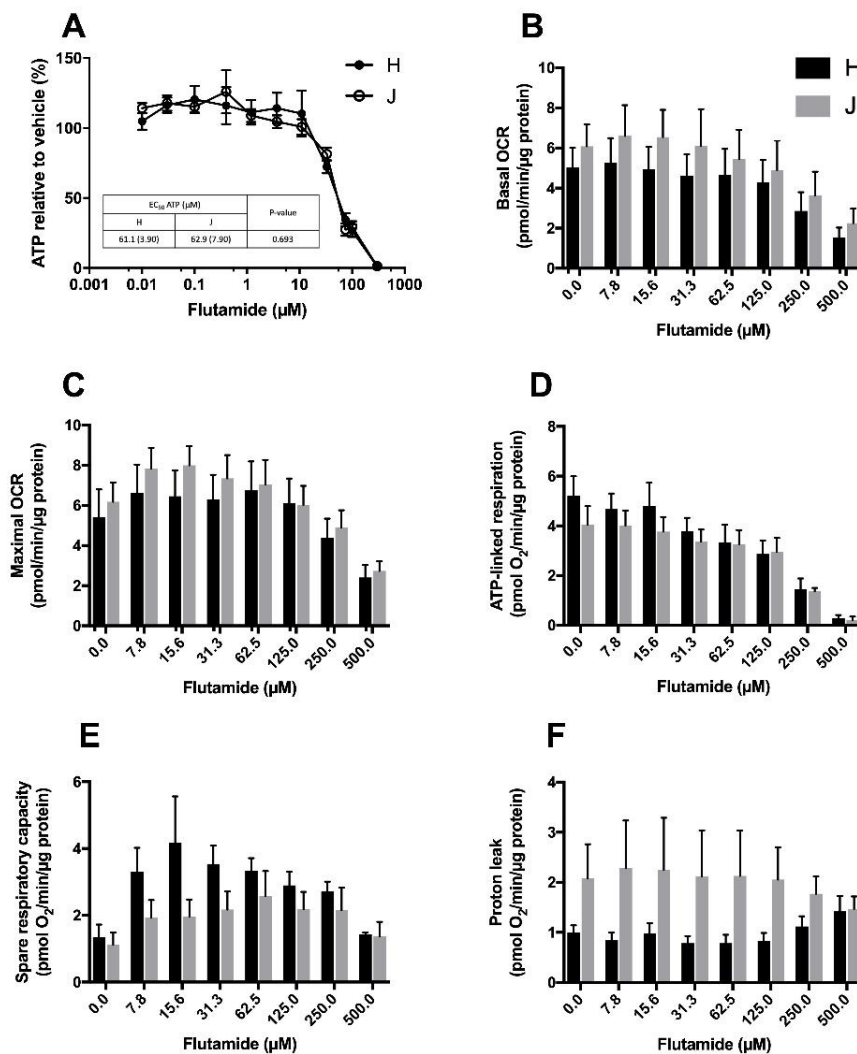 A
ATP relative to vehicle (%)
150
100
50
0
H
J
EC50 ATP (µM)
P-value
H
J
61.1 (3.90)
62.9 (7.90)
0.693
0.001
0.01
0.1
1
10
100
1000
Flutamide (µM)
B
Basal OCR
(pmol/min/µg protein)
10
8
6
4
2
0
H
J
0.0
7.8
15.6
31.3
62.5
125.0
250.0
500.0
Flutamide (µM)
C
Maximal OCR
(pmol/min/µg protein)
10
8
6
4
2
0
0.0
7.8
15.6
31.3
62.5
125.0
250.0
500.0
Flutamide (µM)
D
ATP-linked respiration
(pmol O2/min/µg protein)
8
6
4
2
0
0.0
7.8
15.6
31.3
62.5
125.0
250.0
500.0
Flutamide (µM)
E
Spare respiratory capacity
(pmol O2/min/µg protein)
6
4
2
0
0.0
7.8
15.6
31.3
62.5
125.0
250.0
500.0
Flutamide (µM)
F
Proton leak
(pmol O2/min/µg protein)
4
3
2
1
0
0.0
7.8
15.6
31.3
62.5
125.0
250.0
500.0
Flutamide (µM)